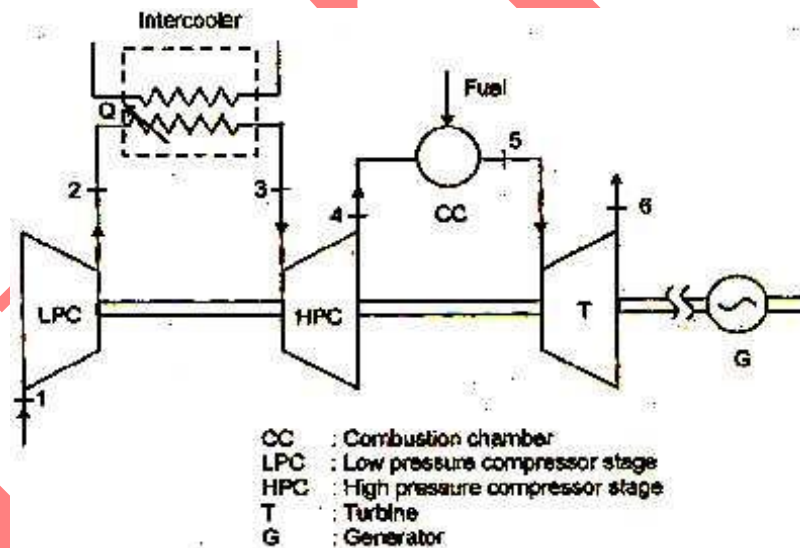 Intercooler
Q
Fuel
5
2
3
4
CC
6
LPC
HPC
T
G
1
CC : Combustion chamber
LPC : Low pressure compressor stage
HPC : High pressure compressor stage
T : Turbine
G : Generator